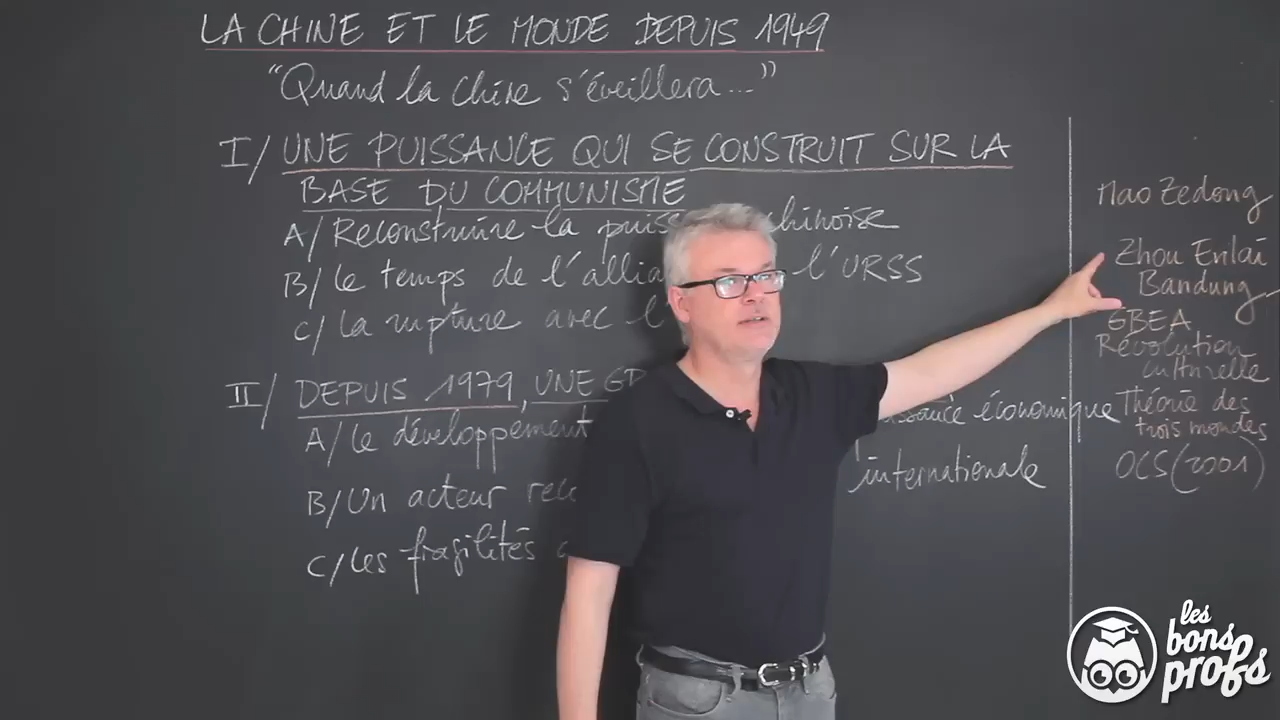 LA CHINE ET LE MONDE DEPUIS 1949
"Quand la Chine s'éveillera..."
I/ UNE PUISSANCE QUI SE CONSTRUIT SUR LA
BASE DU COMMUNISME
A/ Reconstruire la chinoise
B/ Le temps de l'URSS
C/ La rupture avec
II/ DEPUIS 1979, UNE
A/ Le développement économique
B/ Un acteur internationale
C/ Les fragilités
Mao Zedong
Zhou Enlai
Bandung
GBEA
Révolution
culturelle
Théorie des
trois mondes
OCS (2001)
les
bons
profs